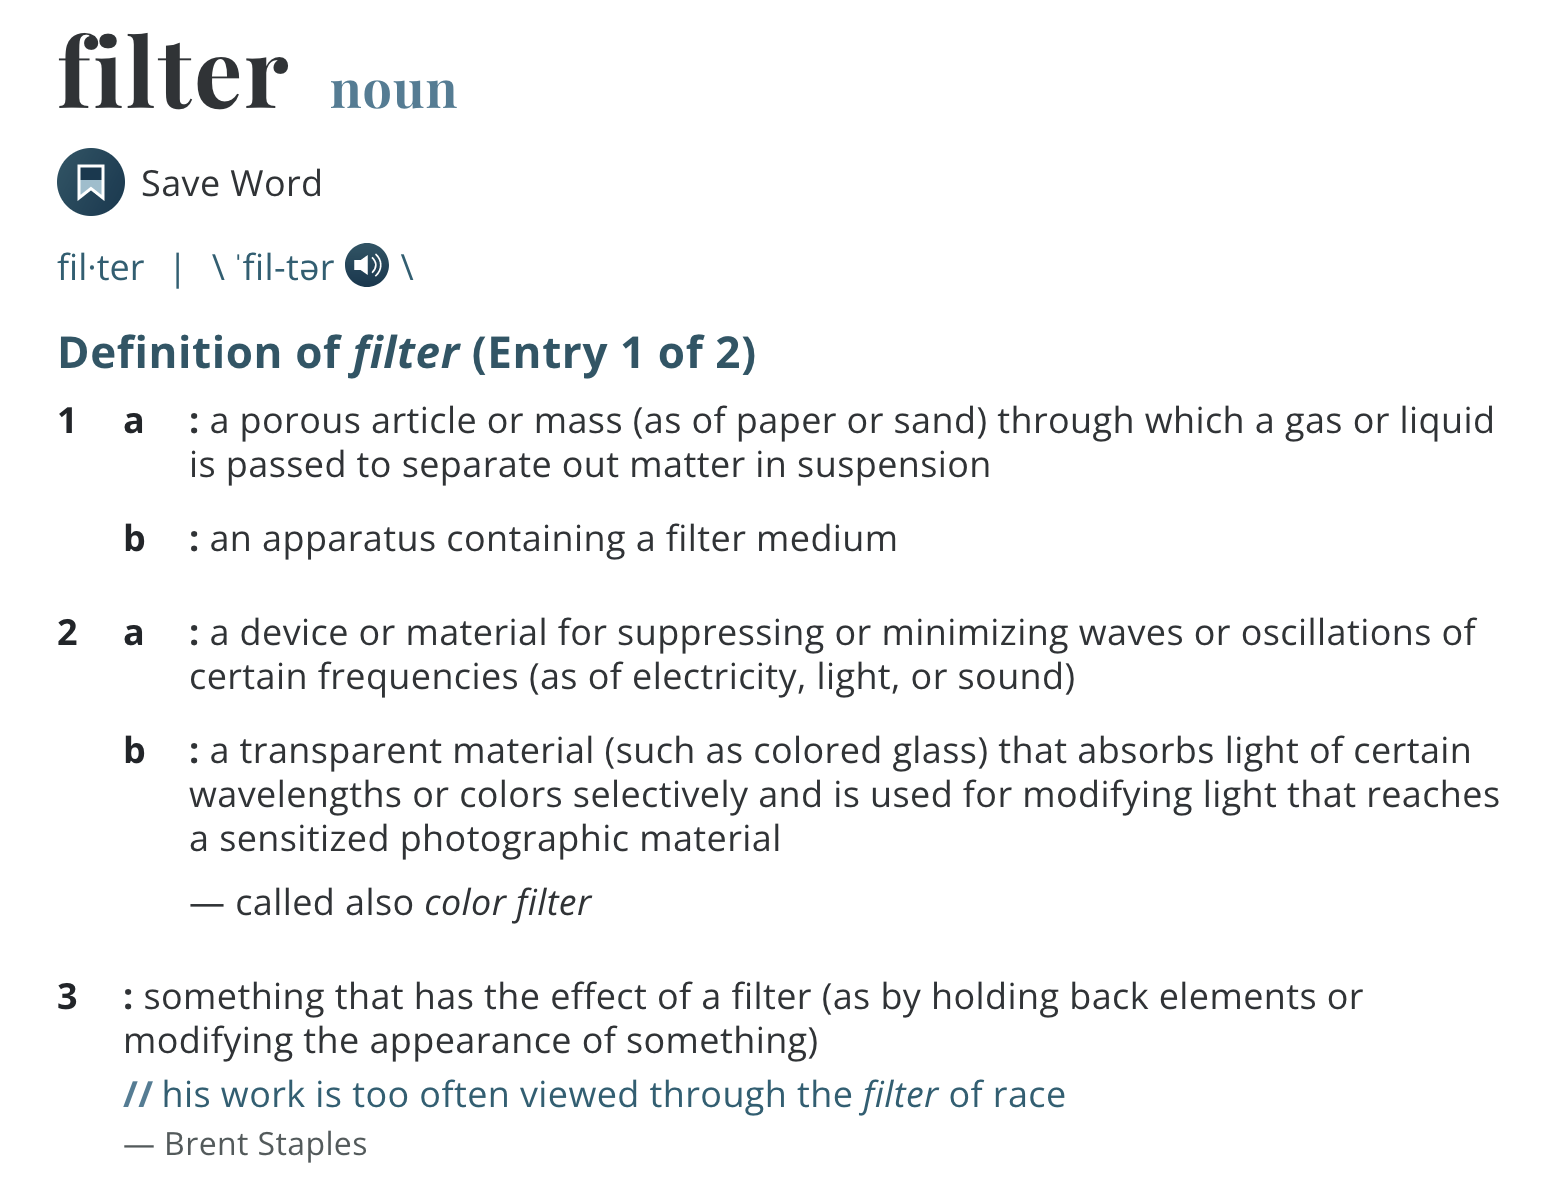 filter noun
Save Word
fil·ter | \ ˈfil-tər \
Definition of filter (Entry 1 of 2)
1 a : a porous article or mass (as of paper or sand) through which a gas or liquid
is passed to separate out matter in suspension
b : an apparatus containing a filter medium
2 a : a device or material for suppressing or minimizing waves or oscillations of
certain frequencies (as of electricity, light, or sound)
b : a transparent material (such as colored glass) that absorbs light of certain
wavelengths or colors selectively and is used for modifying light that reaches
a sensitized photographic material
— called also color filter
3 : something that has the effect of a filter (as by holding back elements or
modifying the appearance of something)
// his work is too often viewed through the filter of race
— Brent Staples